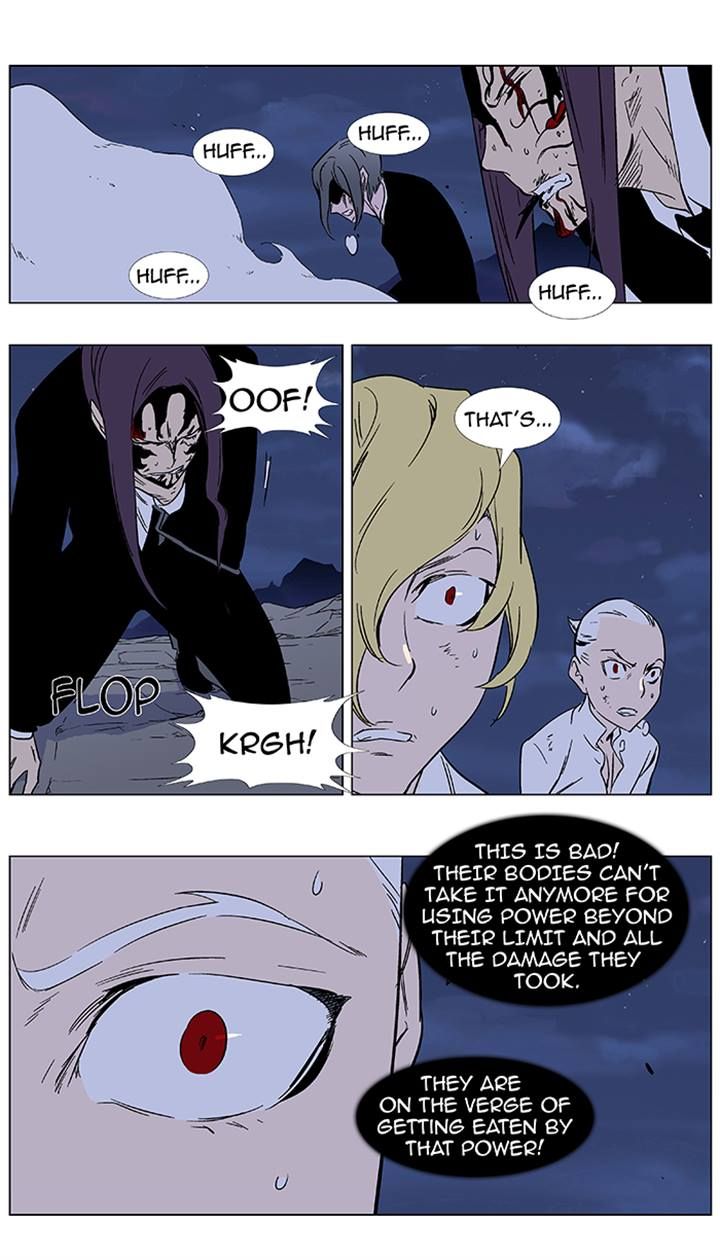 HUFF...
HUFF...
HUFF...
HUFF...
OOF!
FLOP
KRGH!
THAT'S...
THIS IS BAD!
THEIR BODIES CAN'T
TAKE IT ANYMORE FOR
USING POWER BEYOND
THEIR LIMIT AND ALL
THE DAMAGE THEY
TOOK.
THEY ARE
ON THE VERGE OF
GETTING EATEN BY
THAT POWER!